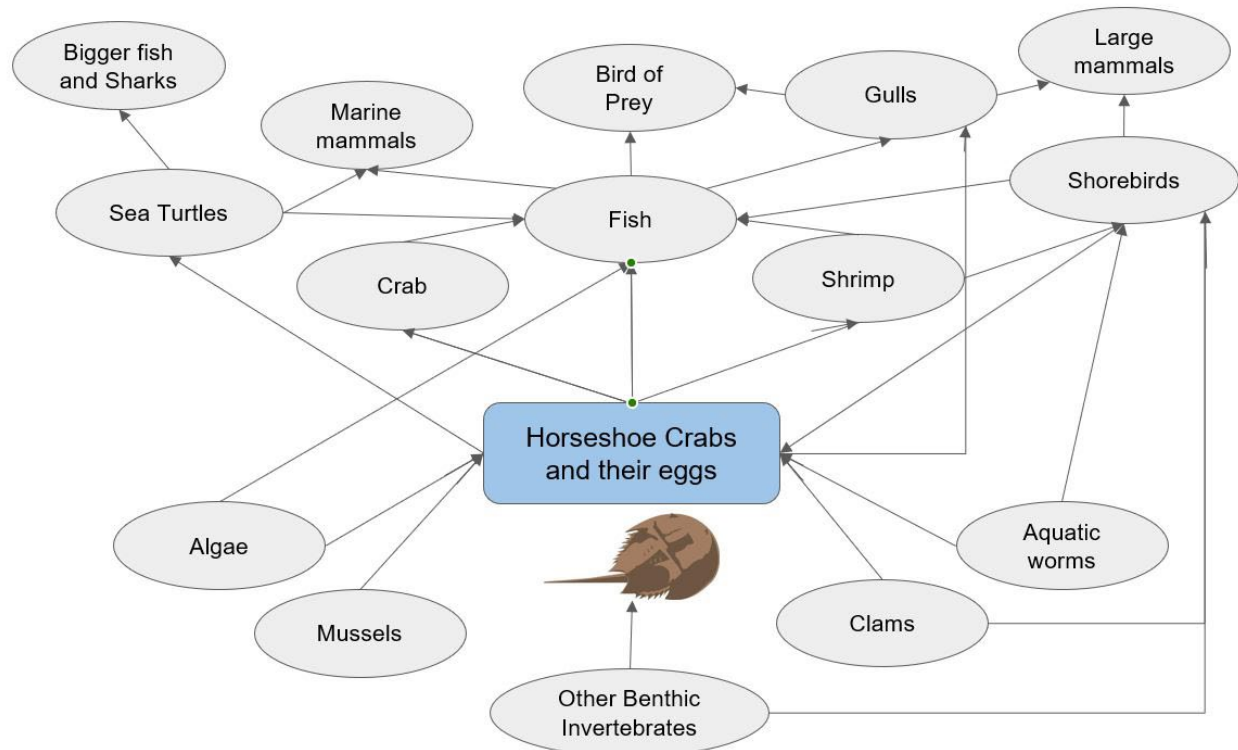 Bigger fish
and Sharks
Marine
mammals
Bird of
Prey
Gulls
Large
mammals
Sea Turtles
Fish
Shorebirds
Crab
Shrimp
Horseshoe Crabs
and their eggs
Algae
Aquatic
worms
Mussels
Clams
Other Benthic
Invertebrates